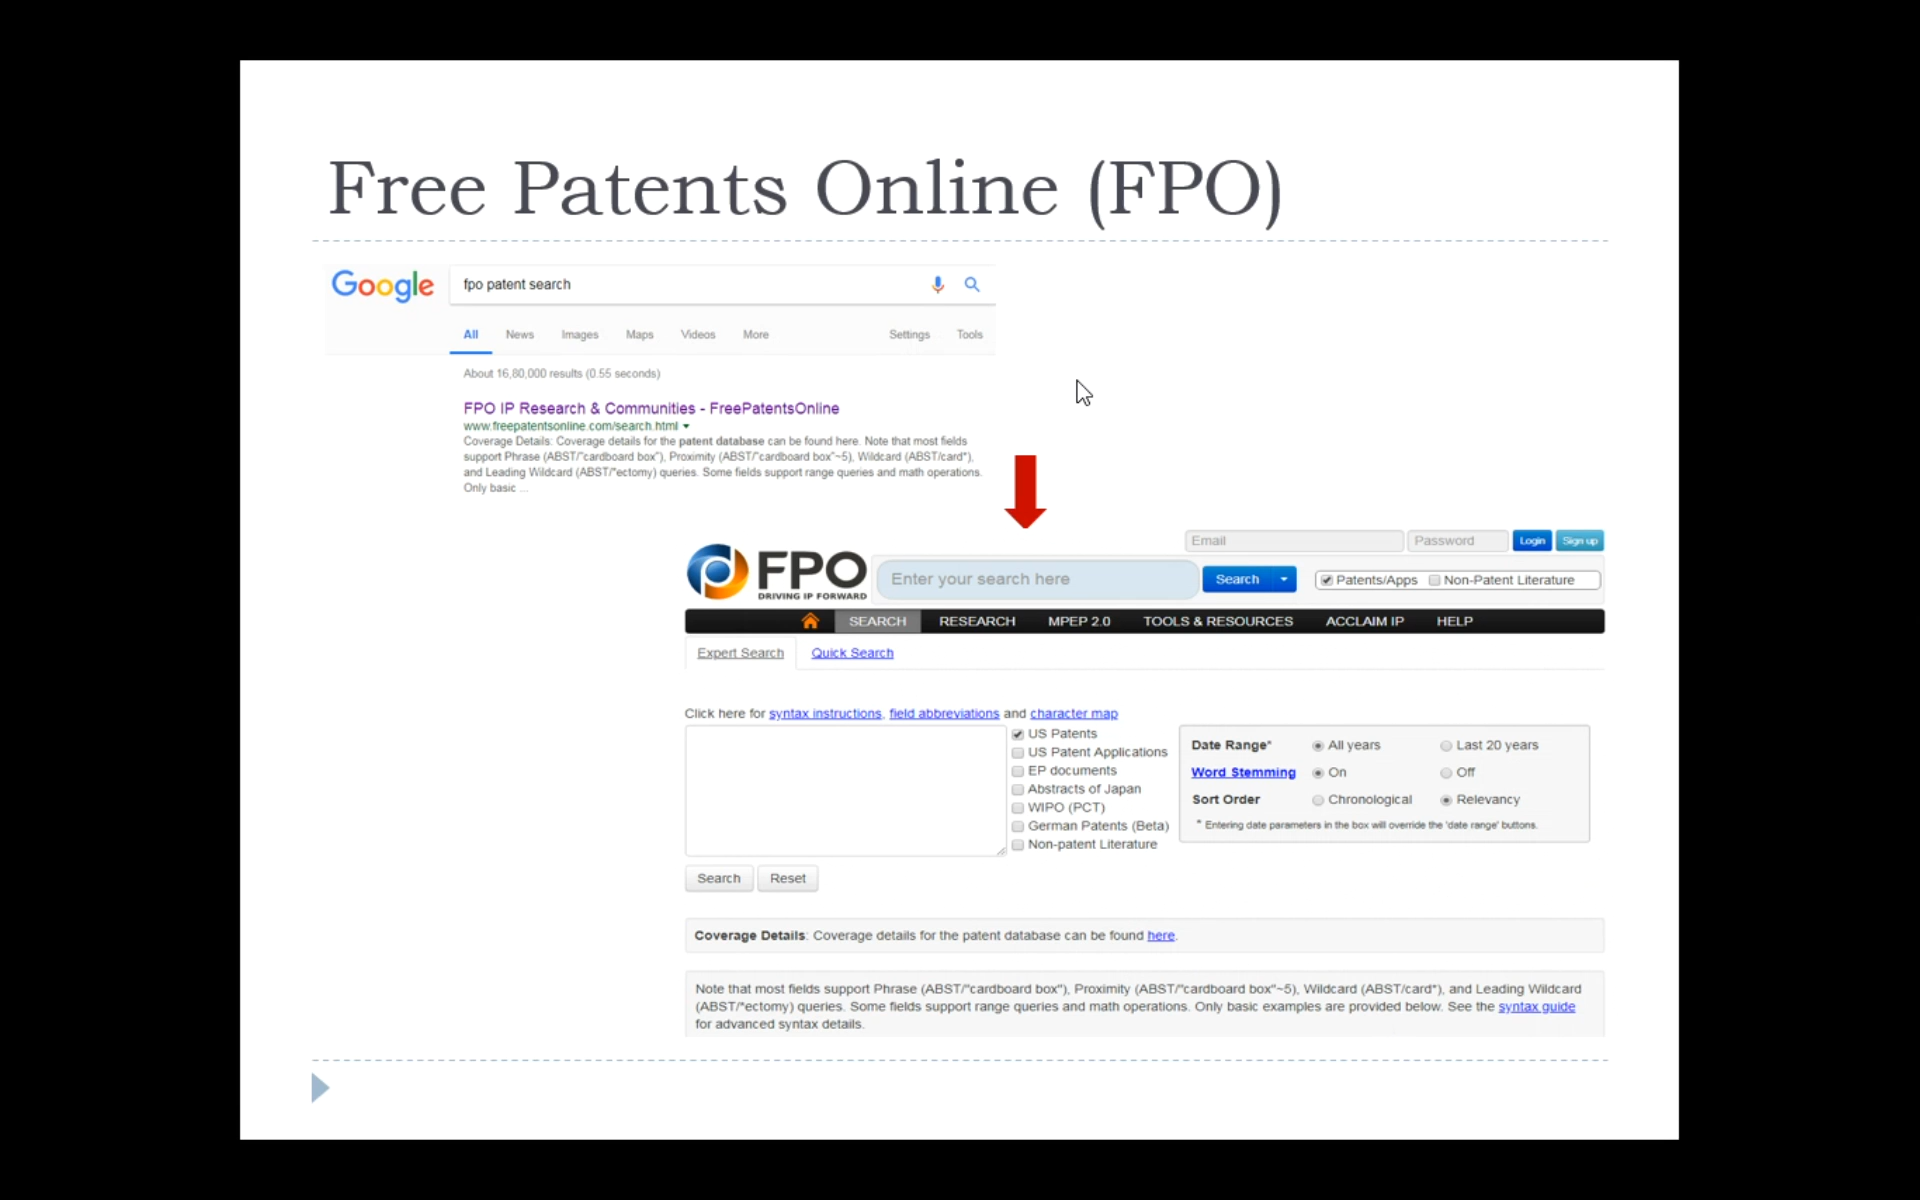 Free Patents Online (FPO)
Google
fpo patent search
All News Images Maps Videos More Settings Tools
About 16,80,000 results (0.55 seconds)
FPO IP Research & Communities - FreePatentsOnline
www.freepatentsonline.com/search.html
Coverage Details: Coverage details for the patent database can be found here. Note that most fields
support Phrase (ABST/"cardboard box"), Proximity (ABST/"cardboard box"~5), Wildcard (ABST/card*),
and Leading Wildcard (ABST/*ectomy) queries. Some fields support range queries and math operations.
Only basic ...
Email Password Login Sign up
FPO
DRIVING IP FORWARD
Enter your search here Search Patents/Apps Non-Patent Literature
SEARCH RESEARCH MPEP 2.0 TOOLS & RESOURCES ACCLAIM IP HELP
Expert Search Quick Search
Click here for syntax instructions, field abbreviations and character map
US Patents
US Patent Applications
EP documents
Abstracts of Japan
WIPO (PCT)
German Patents (Beta)
Non-patent Literature
Date Range* All years Last 20 years
Word Stemming On Off
Sort Order Chronological Relevancy
* Entering date parameters in the box will override the 'date range' buttons.
Search Reset
Coverage Details: Coverage details for the patent database can be found here.
Note that most fields support Phrase (ABST/"cardboard box"), Proximity (ABST/"cardboard box"~5), Wildcard (ABST/card*), and Leading Wildcard
(ABST/*ectomy) queries. Some fields support range queries and math operations. Only basic examples are provided below. See the syntax guide
for advanced syntax details.